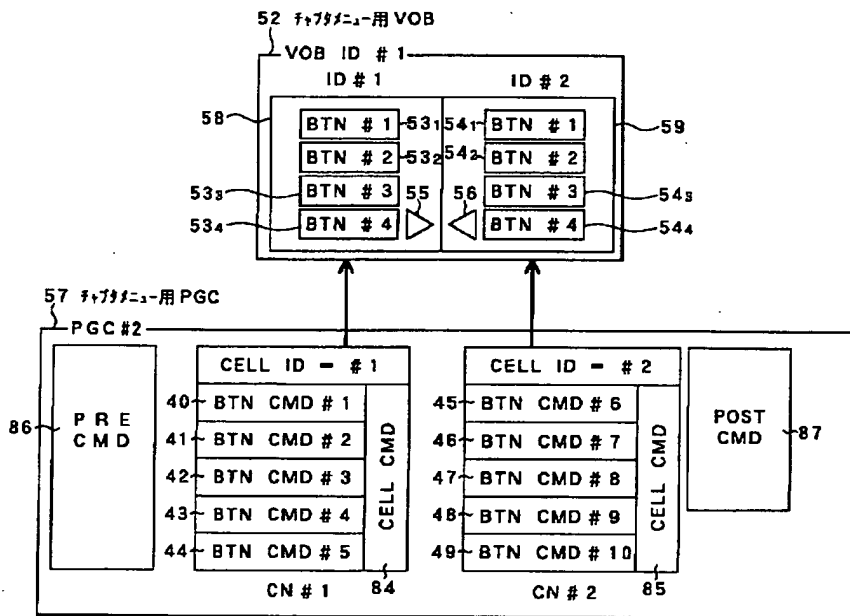 52 チャプタメニュー用VOB
VOB ID #1
ID#1 ID#2
58 59
BTN #1 53₁ 54₁ BTN #1
BTN #2 53₂ 54₂ BTN #2
53₃ BTN #3 55 56 BTN #3 54₃
53₄ BTN #4 BTN #4 54₄
57 チャプタメニュー用PGC
PGC#2
CELL ID = #1 CELL ID = #2
86 PRE CMD
40 BTN CMD #1 45 BTN CMD #6
41 BTN CMD #2 46 BTN CMD #7
42 BTN CMD #3 47 BTN CMD #8
43 BTN CMD #4 48 BTN CMD #9
44 BTN CMD #5 49 BTN CMD #10
CELL CMD CELL CMD
POST CMD 87
CN #1 84 CN #2 85